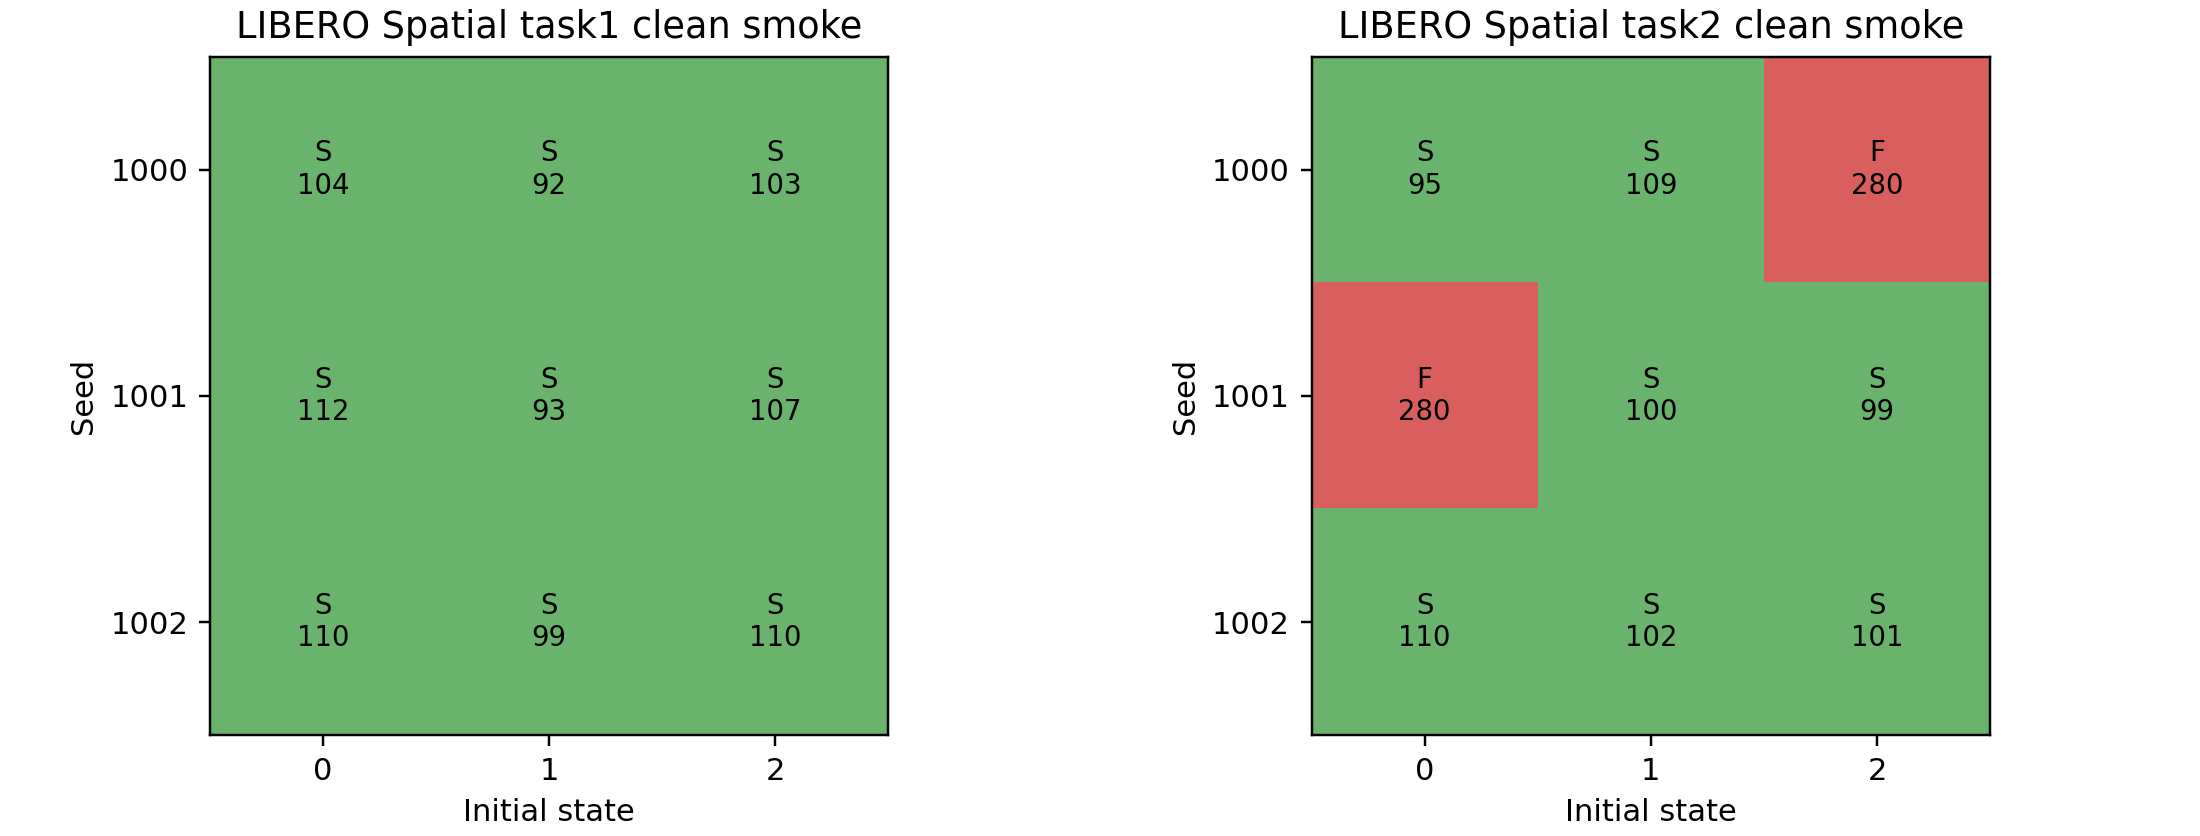 LIBERO Spatial task1 clean smoke
Seed
1000
S
104
S
92
S
103
1001
S
112
S
93
S
107
1002
S
110
S
99
S
110
0
1
2
Initial state
LIBERO Spatial task2 clean smoke
Seed
1000
S
95
S
109
F
280
1001
F
280
S
100
S
99
1002
S
110
S
102
S
101
0
1
2
Initial state